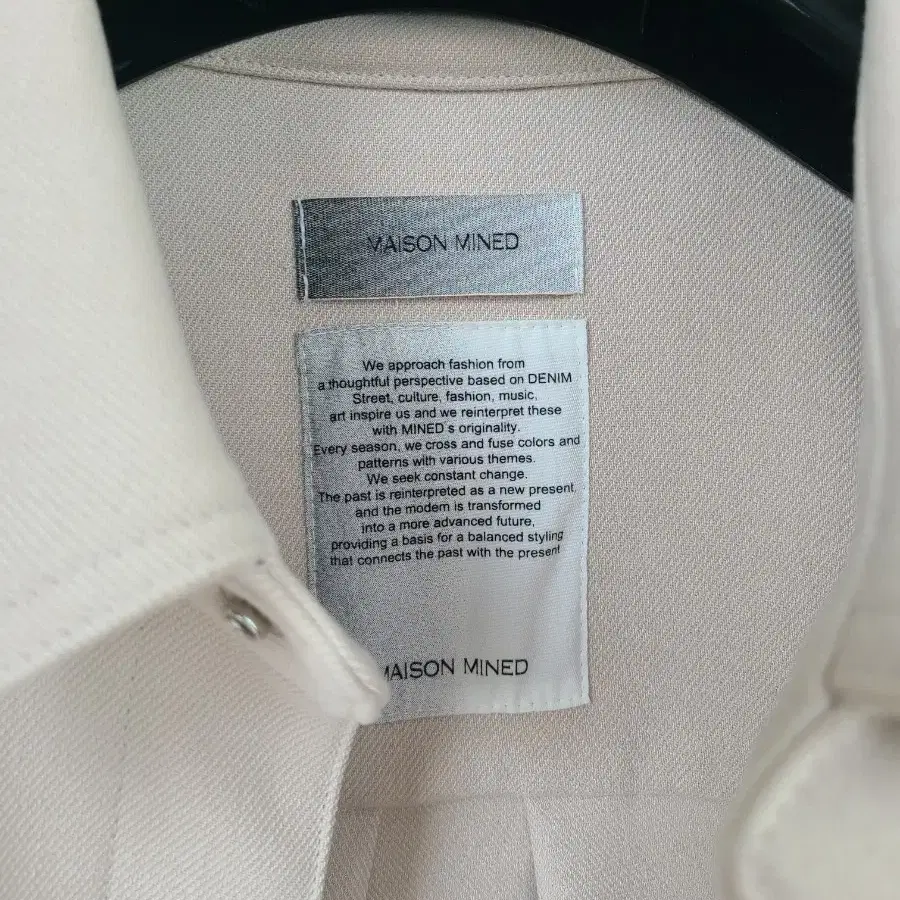 MAISON MINED
We approach fashion from
a thoughtful perspective based on DENIM
Street, culture, fashion, music,
art inspire us and we reinterpret these
with MINED's originality.
Every season, we cross and fuse colors and
patterns with various themes.
We seek constant change.
The past is reinterpreted as a new present,
and the modern is transformed
into a more advanced future,
providing a basis for a balanced styling
that connects the past with the present
MAISON MINED